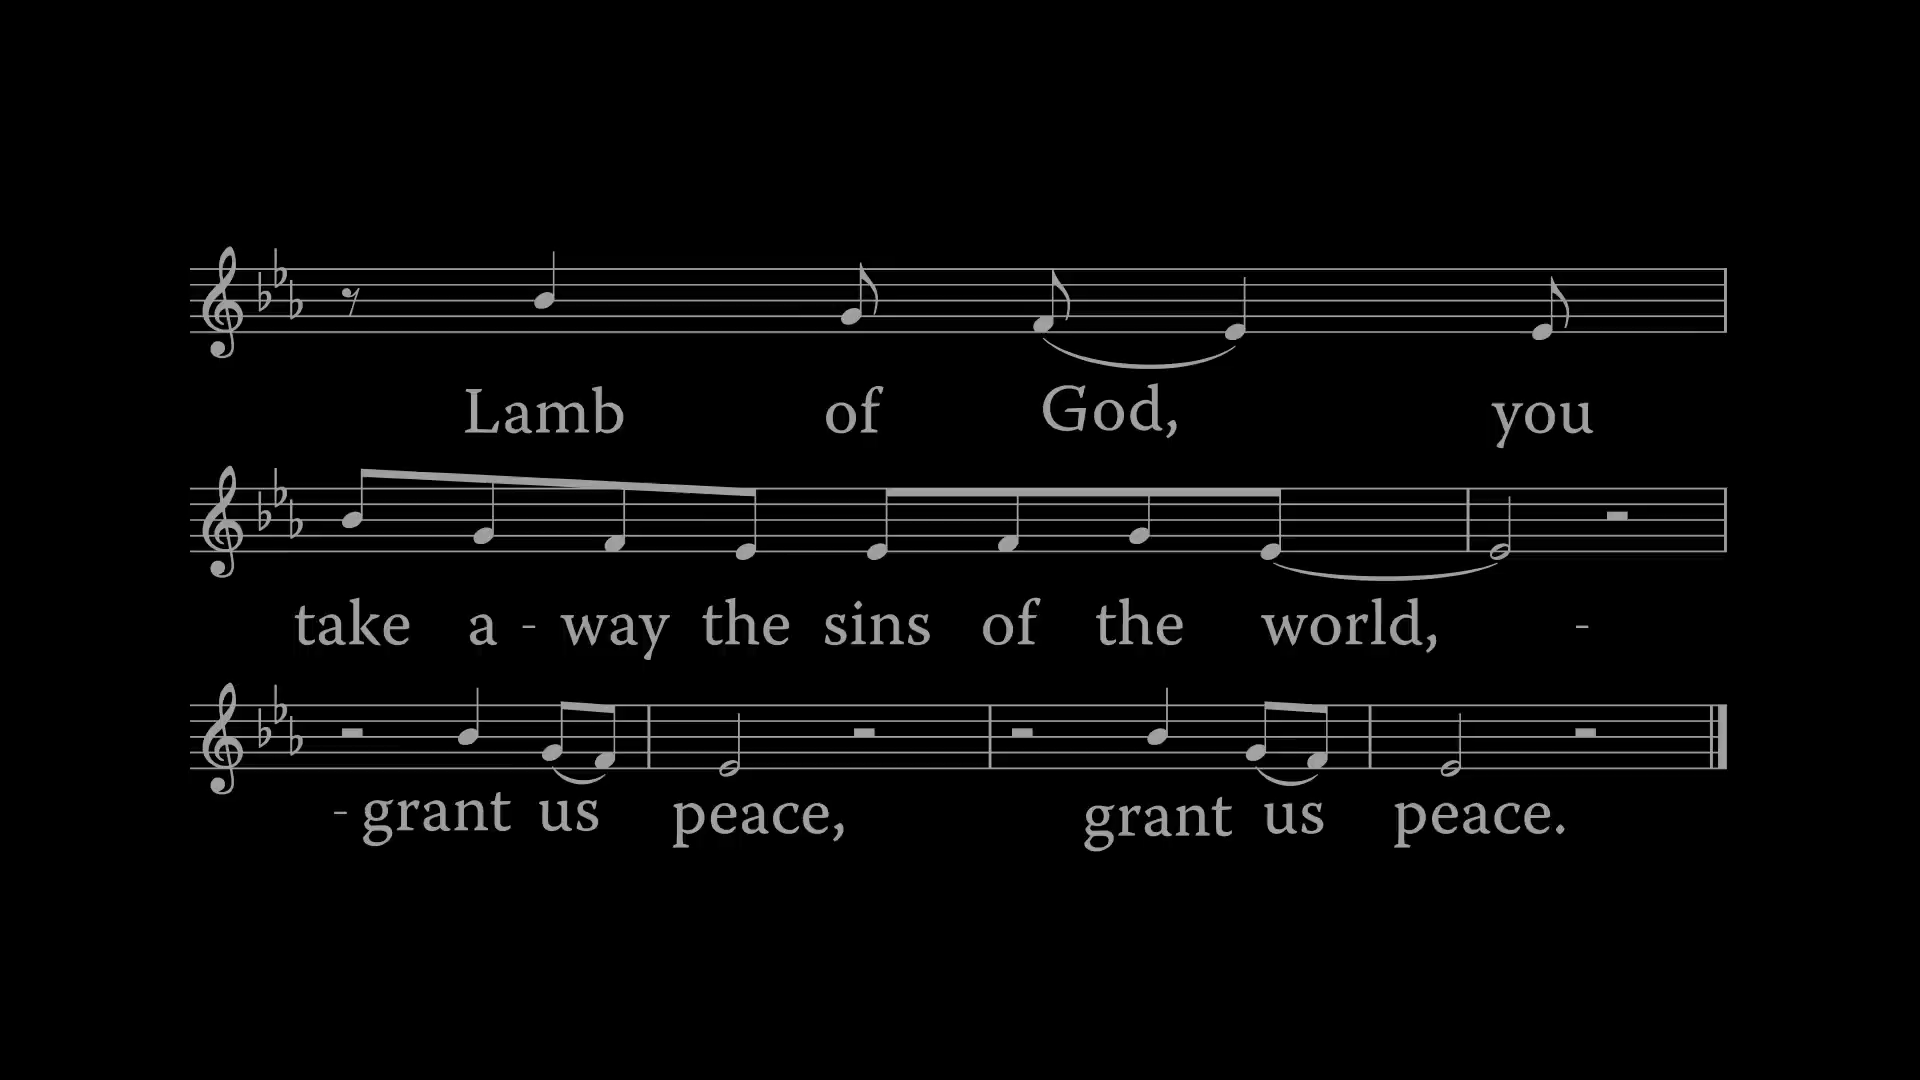 Lamb of God, you
take a - way the sins of the world, -
- grant us peace, grant us peace.